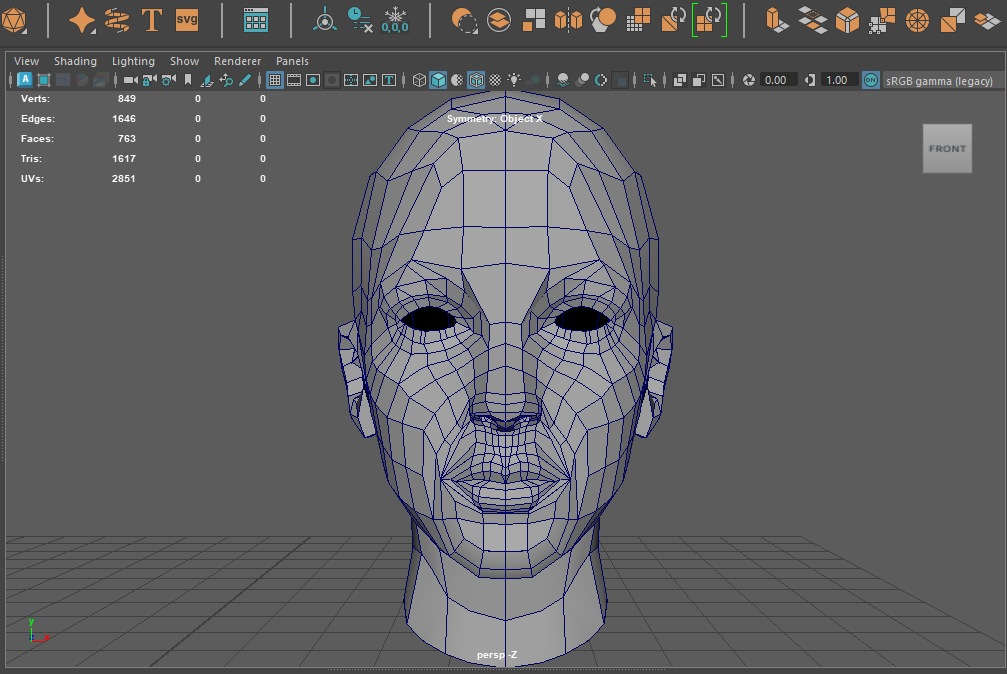 T SVG
0,0,0
View Shading Lighting Show Renderer Panels
A T 0.00 1.00 ON sRGB gamma (legacy)
Verts: 849 0 0
Edges: 1646 0 0
Faces: 763 0 0
Tris: 1617 0 0
UVs: 2851 0 0
Symmetry: Object X
FRONT
y
z x
persp -Z